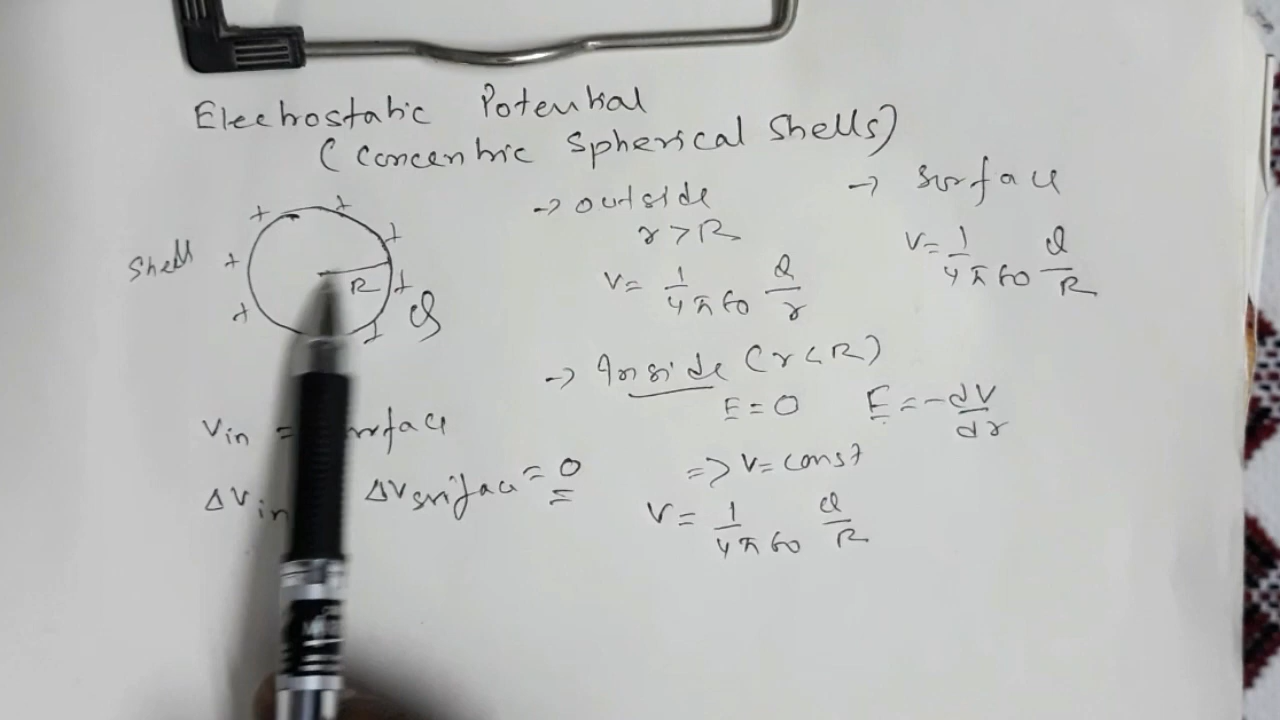 Electrostatic Potential
(Concentric Spherical Shells)
Shell
+ + + + + + +
R
Q
→ outside
r > R
V = 1/4πε0 Q/r
→ Surface
V = 1/4πε0 Q/R
→ Inside (r < R)
E = 0 E = -dV/dr
=> V = const
V = 1/4πε0 Q/R
Vin =
ΔVin ΔVsurface = 0